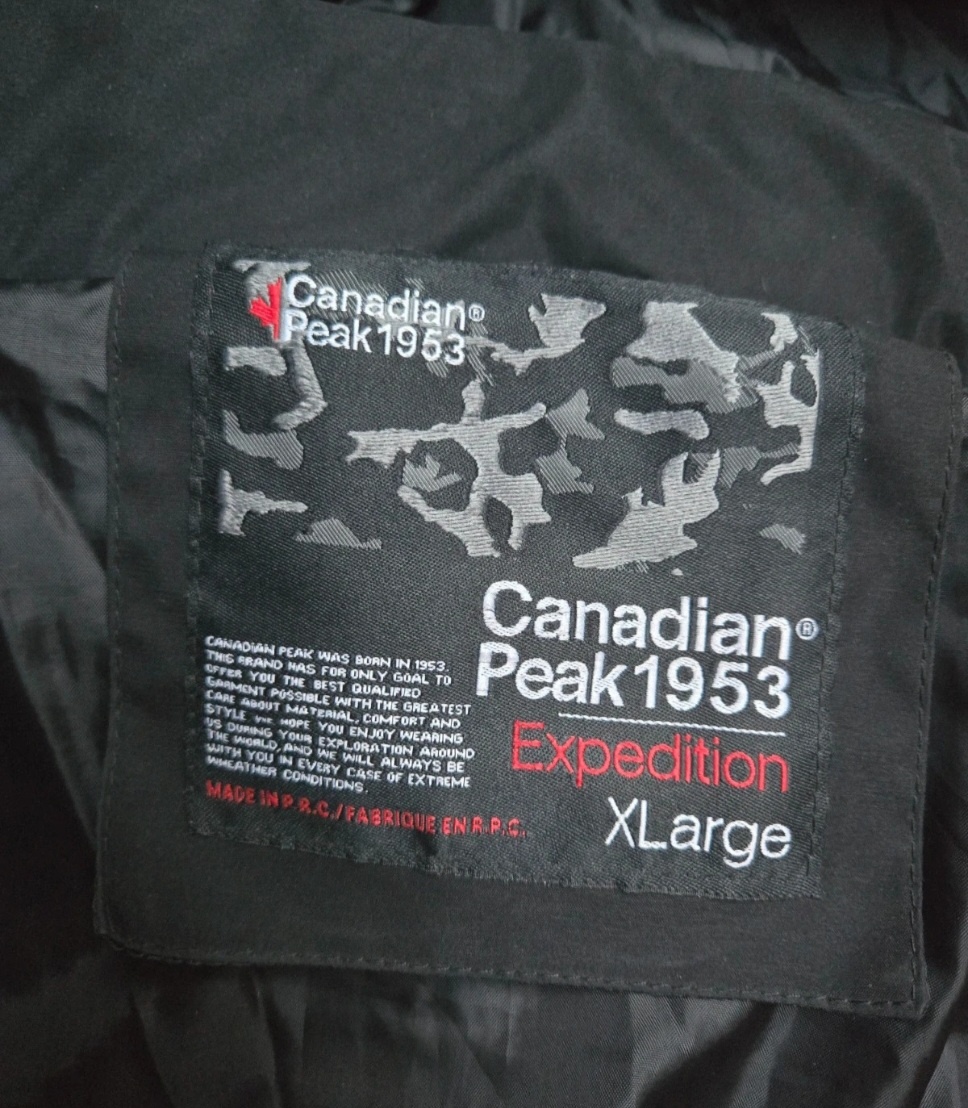 Canadian®
Peak1953
Canadian®
Peak1953
Expedition
XLarge
CANADIAN PEAK WAS BORN IN 1953.
THIS BRAND HAS FOR ONLY GOAL TO
OFFER YOU THE BEST QUALIFIED
GARMENT POSSIBLE WITH THE GREATEST
CARE ABOUT MATERIAL, COMFORT AND
STYLE WE HOPE YOU ENJOY WEARING
US DURING YOUR EXPLORATION AROUND
THE WORLD AND WE WILL ALWAYS BE
WITH YOU IN EVERY CASE OF EXTREME
WHEATHER CONDITIONS.
MADE IN P.R.C./FABRIQUE EN R.P.C.